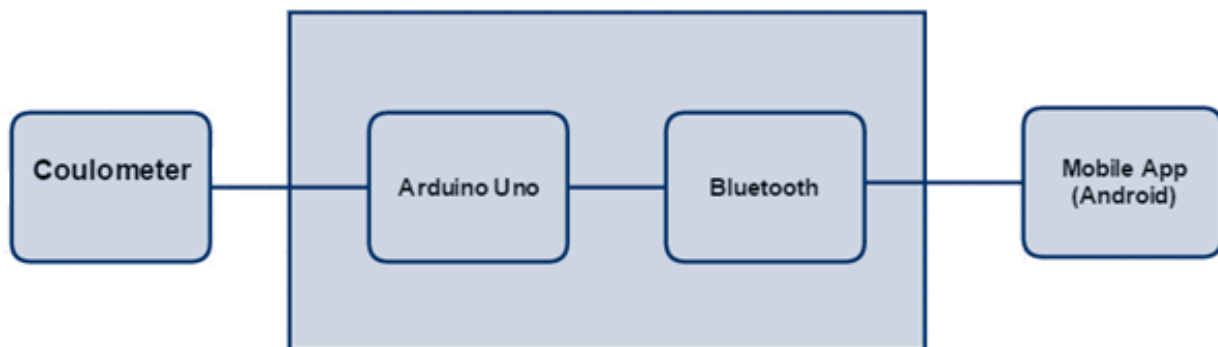 Coulometer
Arduino Uno
Bluetooth
Mobile App
(Android)